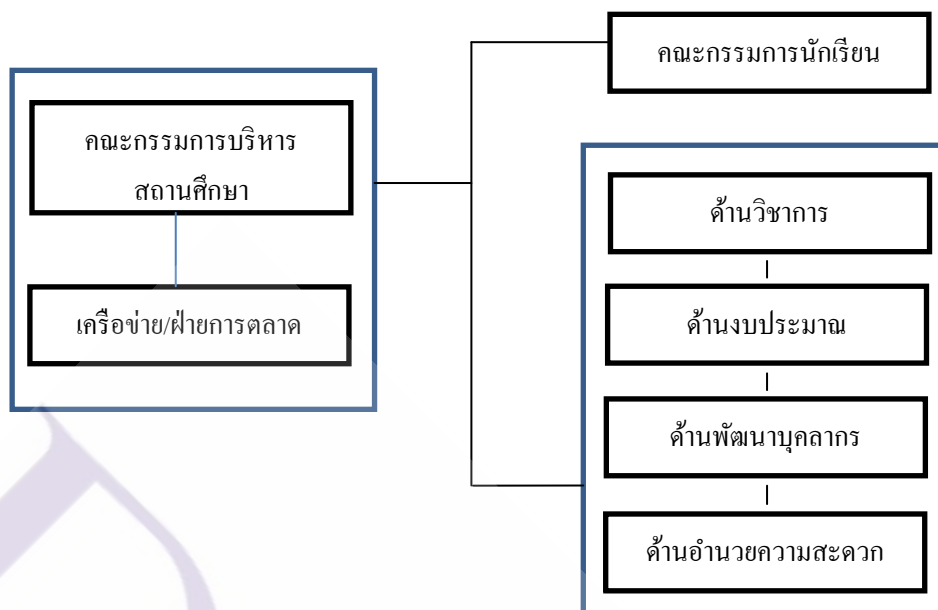 คณะกรรมการนักเรียน
คณะกรรมการบริหาร
สถานศึกษา
เครือข่าย/ฝ่ายการตลาด
ด้านวิชาการ
ด้านงบประมาณ
ด้านพัฒนาบุคลากร
ด้านอำนวยความสะดวก